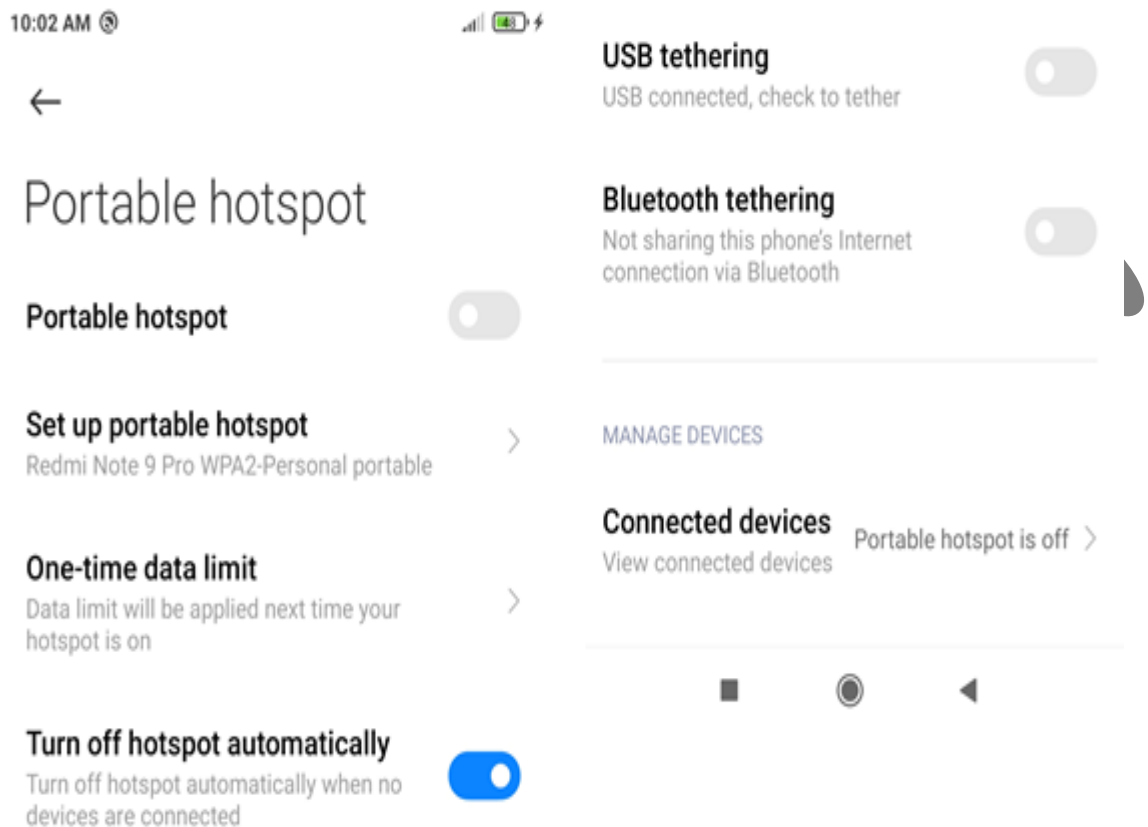 10:02 AM
48
Portable hotspot
Portable hotspot
Set up portable hotspot
Redmi Note 9 Pro WPA2-Personal portable
One-time data limit
Data limit will be applied next time your
hotspot is on
Turn off hotspot automatically
Turn off hotspot automatically when no
devices are connected
USB tethering
USB connected, check to tether
Bluetooth tethering
Not sharing this phone's Internet
connection via Bluetooth
MANAGE DEVICES
Connected devices
View connected devices
Portable hotspot is off